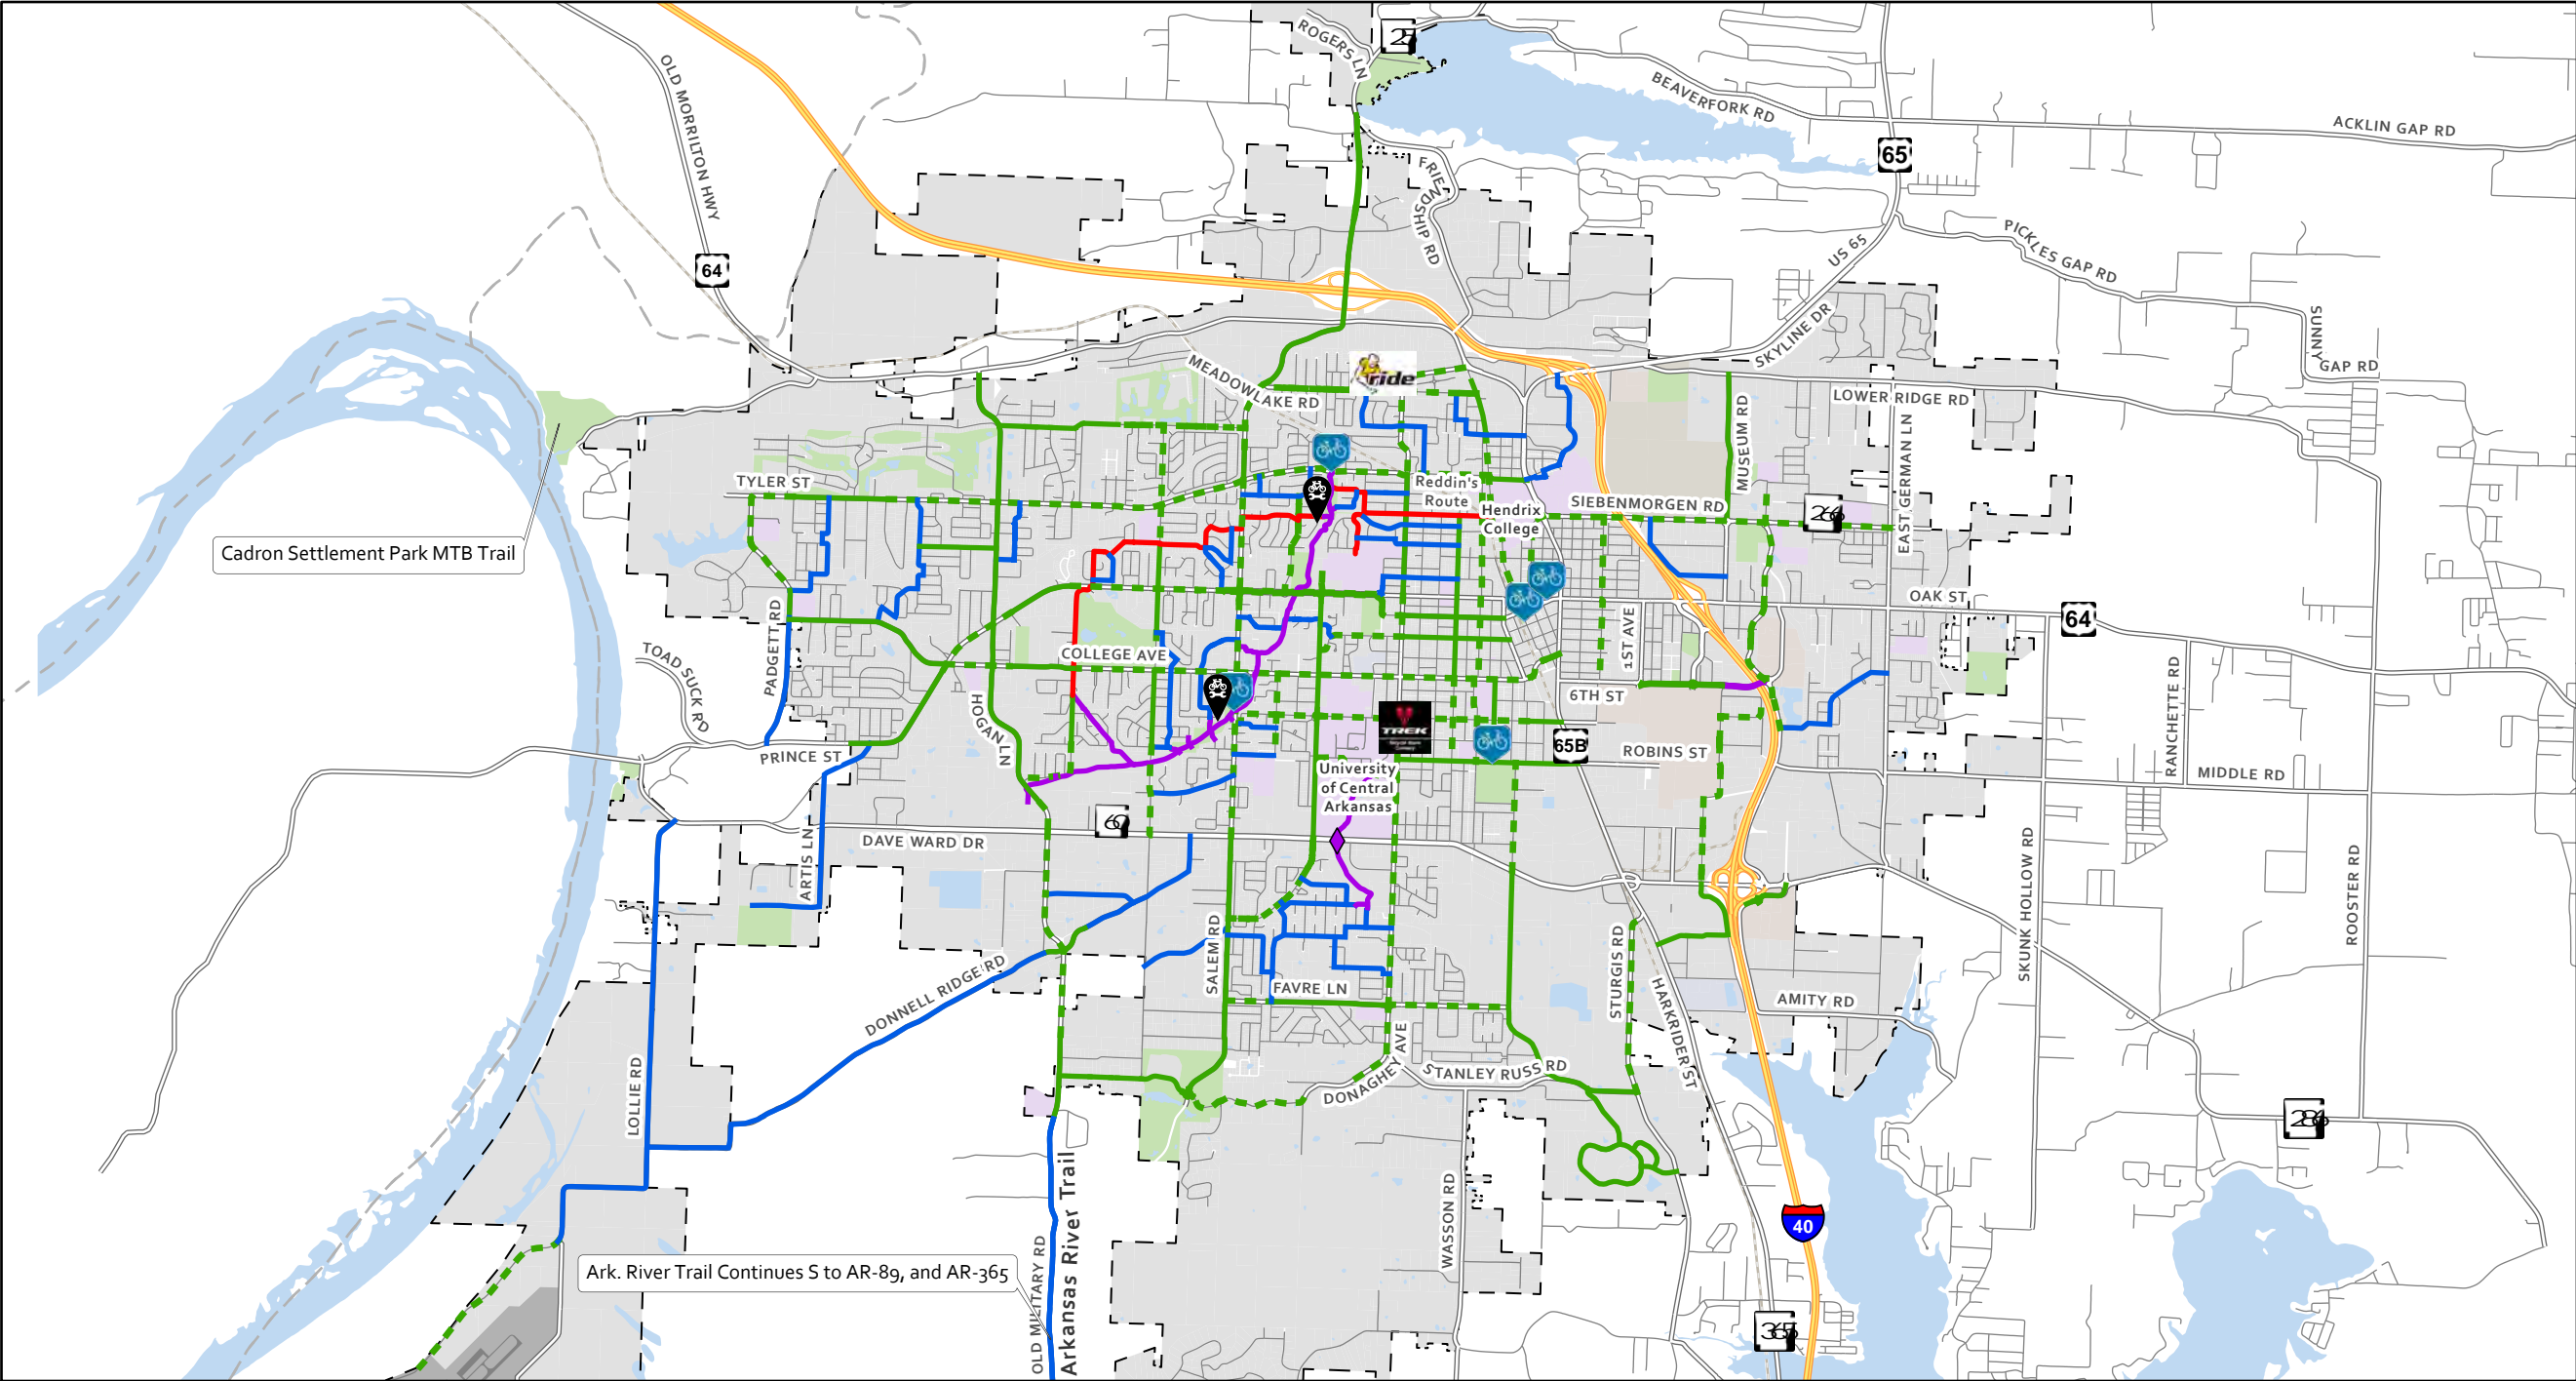 ROGERS LN
25
OLD MORRILTON HWY
BEAVERFORK RD
ACKLIN GAP RD
65
FRIENDSHIP RD
PICKLES GAP RD
US 65
64
SKYLINE DR
SUNNY GAP RD
MEADOWLAKE RD
ride
LOWER RIDGE RD
MUSEUM RD
EAST GERMAN LN
TYLER ST
Reddin's
Route
SIEBENMORGEN RD
Hendrix
College
266
Cadron Settlement Park MTB Trail
OAK ST
64
PADGETT RD
1ST AVE
TOAD SUCK RD
COLLEGE AVE
6TH ST
RANCHETTE RD
HOGAN LN
TREK
65B
ROBINS ST
PRINCE ST
University
of Central
Arkansas
MIDDLE RD
60
DAVE WARD DR
ARTIS LN
SKUNK HOLLOW RD
ROOSTER RD
SALEM RD
STURGIS RD
DONNELL RIDGE RD
FAVRE LN
HARKRIDER ST
AMITY RD
DONAGHEY AVE
STANLEY RUSS RD
LOLLIE RD
286
Arkansas River Trail
WASSON RD
40
OLD MILITARY RD
Ark. River Trail Continues S to AR-89, and AR-365
365